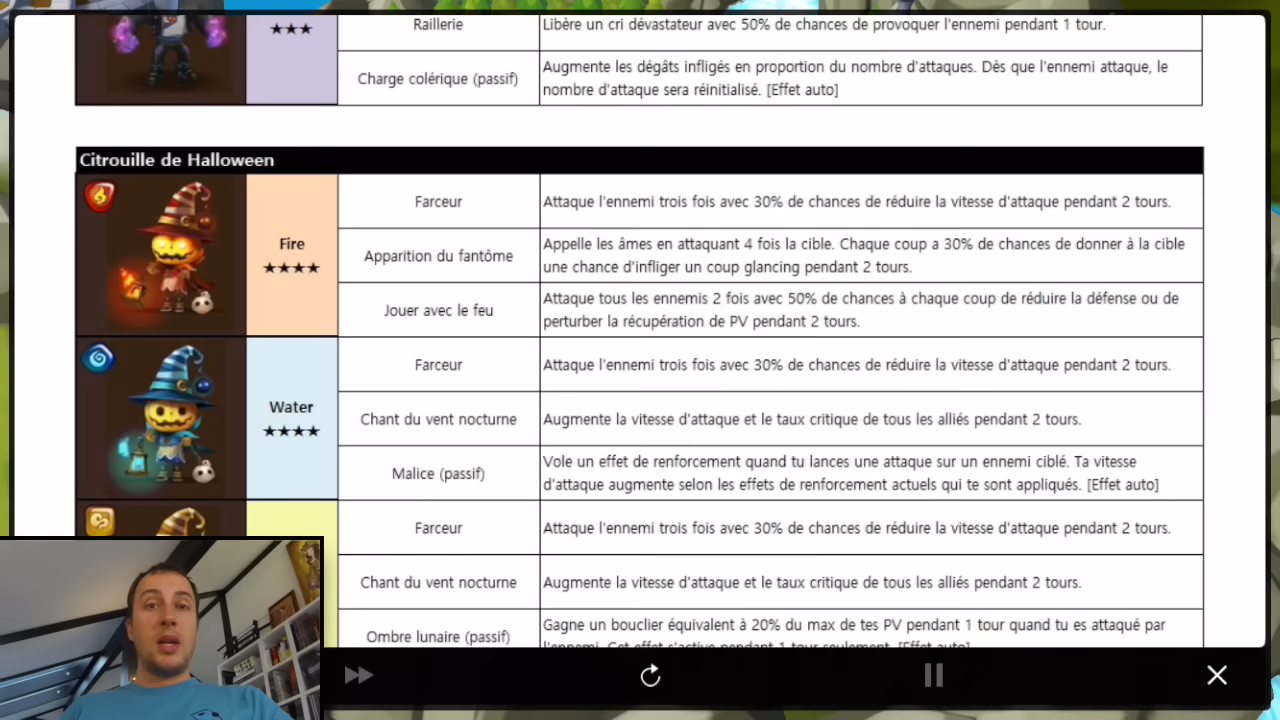 ★★★
Raillerie
Libère un cri dévastateur avec 50% de chances de provoquer l'ennemi pendant 1 tour.
Charge colérique (passif)
Augmente les dégâts infligés en proportion du nombre d'attaques. Dès que l'ennemi attaque, le
nombre d'attaque sera réinitialisé. [Effet auto]
Citrouille de Halloween
Fire
★★★★
Farceur
Attaque l'ennemi trois fois avec 30% de chances de réduire la vitesse d'attaque pendant 2 tours.
Apparition du fantôme
Appelle les âmes en attaquant 4 fois la cible. Chaque coup a 30% de chances de donner à la cible
une chance d'infliger un coup glancing pendant 2 tours.
Jouer avec le feu
Attaque tous les ennemis 2 fois avec 50% de chances à chaque coup de réduire la défense ou de
perturber la récupération de PV pendant 2 tours.
Water
★★★★
Farceur
Attaque l'ennemi trois fois avec 30% de chances de réduire la vitesse d'attaque pendant 2 tours.
Chant du vent nocturne
Augmente la vitesse d'attaque et le taux critique de tous les alliés pendant 2 tours.
Malice (passif)
Vole un effet de renforcement quand tu lances une attaque sur un ennemi ciblé. Ta vitesse
d'attaque augmente selon les effets de renforcement actuels qui te sont appliqués. [Effet auto]
Farceur
Attaque l'ennemi trois fois avec 30% de chances de réduire la vitesse d'attaque pendant 2 tours.
Chant du vent nocturne
Augmente la vitesse d'attaque et le taux critique de tous les alliés pendant 2 tours.
Ombre lunaire (passif)
Gagne un bouclier équivalent à 20% du max de tes PV pendant 1 tour quand tu es attaqué par
l'ennemi. Cet effet s'active pendant 1 tour seulement. [Effet auto]